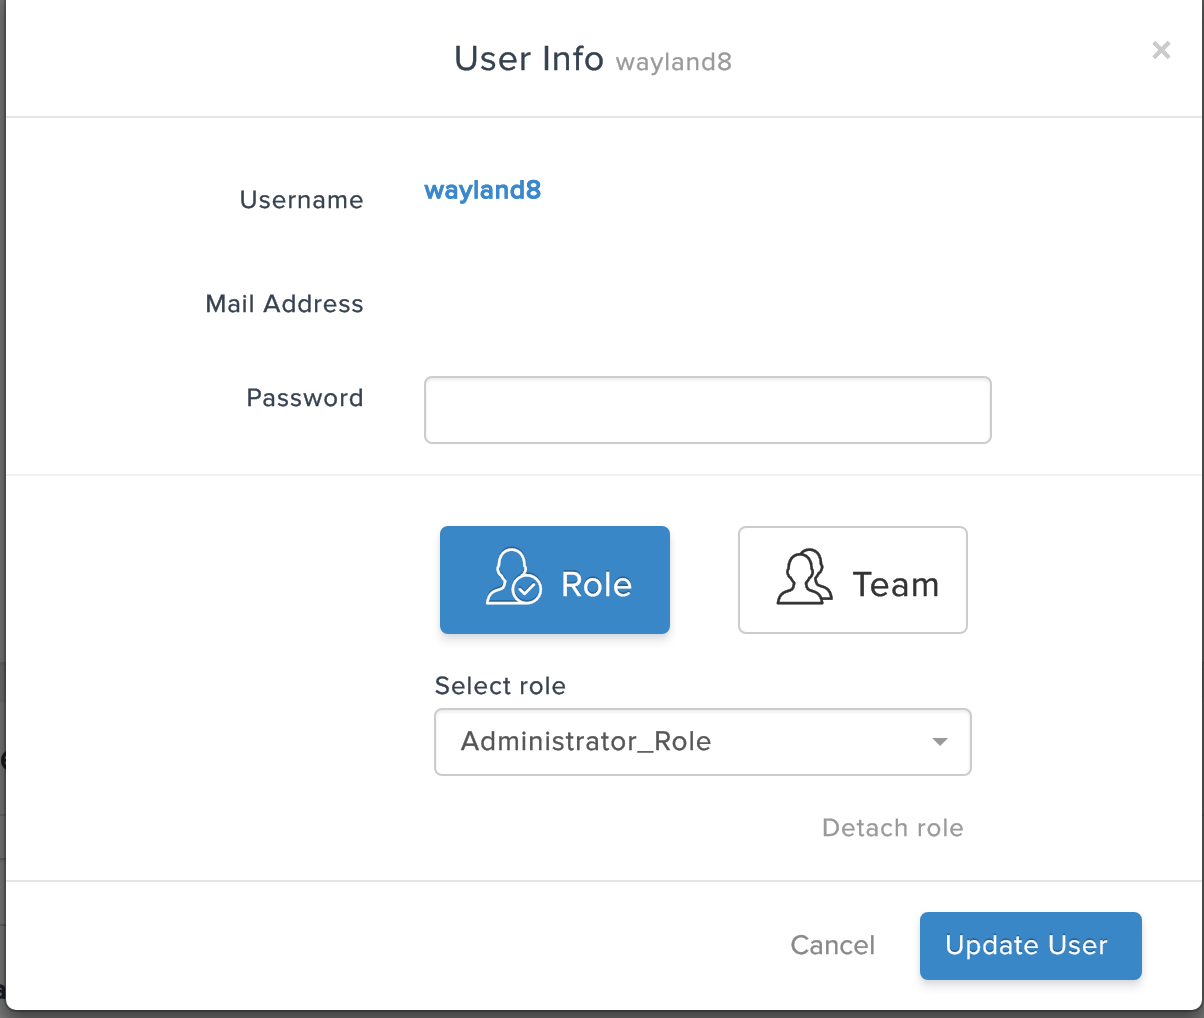 User Info wayland8
×
Username wayland8
Mail Address
Password
Role Team
Select role
Administrator_Role
Detach role
Cancel Update User